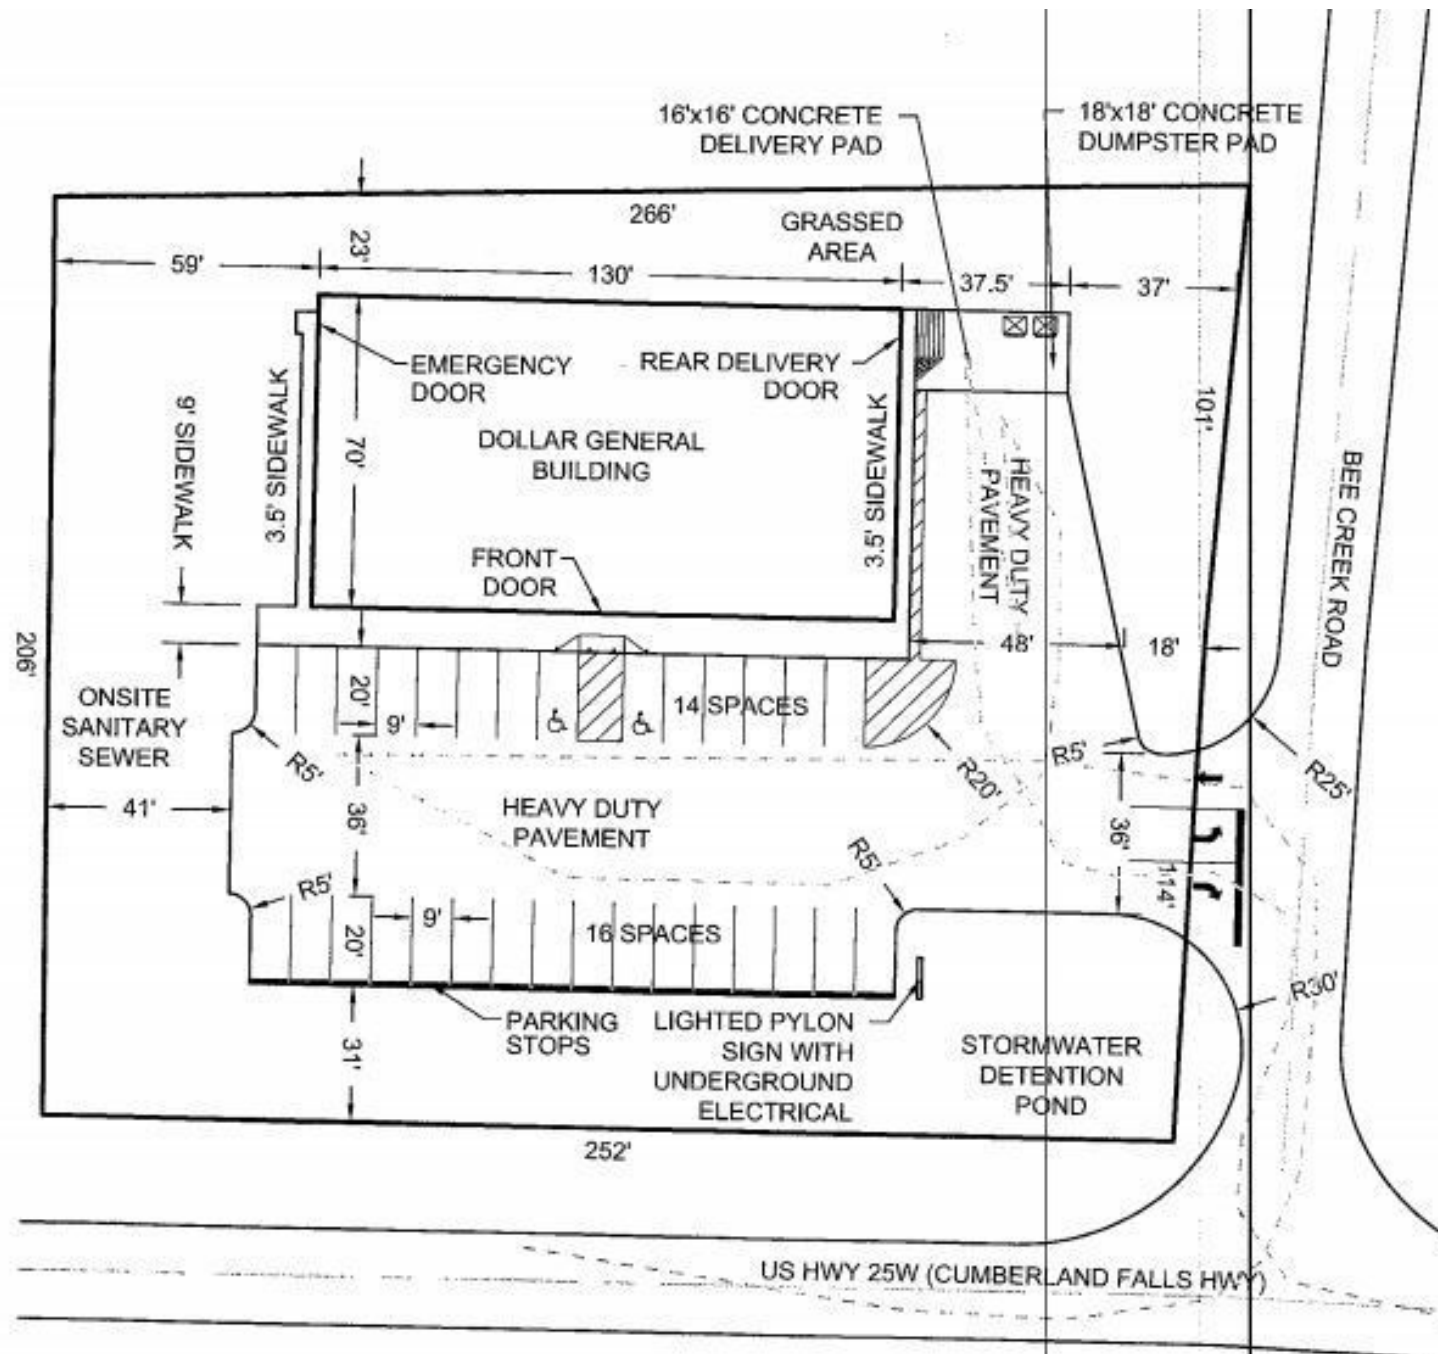 16'x16' CONCRETE
DELIVERY PAD
18'x18' CONCRETE
DUMPSTER PAD
266'
GRASSED
AREA
23'
59'
130'
37.5'
37'
EMERGENCY
DOOR
REAR DELIVERY
DOOR
101'
9' SIDEWALK
3.5' SIDEWALK
70'
DOLLAR GENERAL
BUILDING
3.5' SIDEWALK
HEAVY DUTY
PAVEMENT
BEE CREEK ROAD
FRONT
DOOR
48'
18'
206'
ONSITE
SANITARY
SEWER
20'
9'
14 SPACES
R5'
R20'
R5'
R25'
41'
36'
HEAVY DUTY
PAVEMENT
36'
R5'
114'
R5'
9'
16 SPACES
20'
R30'
PARKING
STOPS
LIGHTED PYLON
SIGN WITH
UNDERGROUND
ELECTRICAL
STORMWATER
DETENTION
POND
31'
252'
US HWY 25W (CUMBERLAND FALLS HWY)